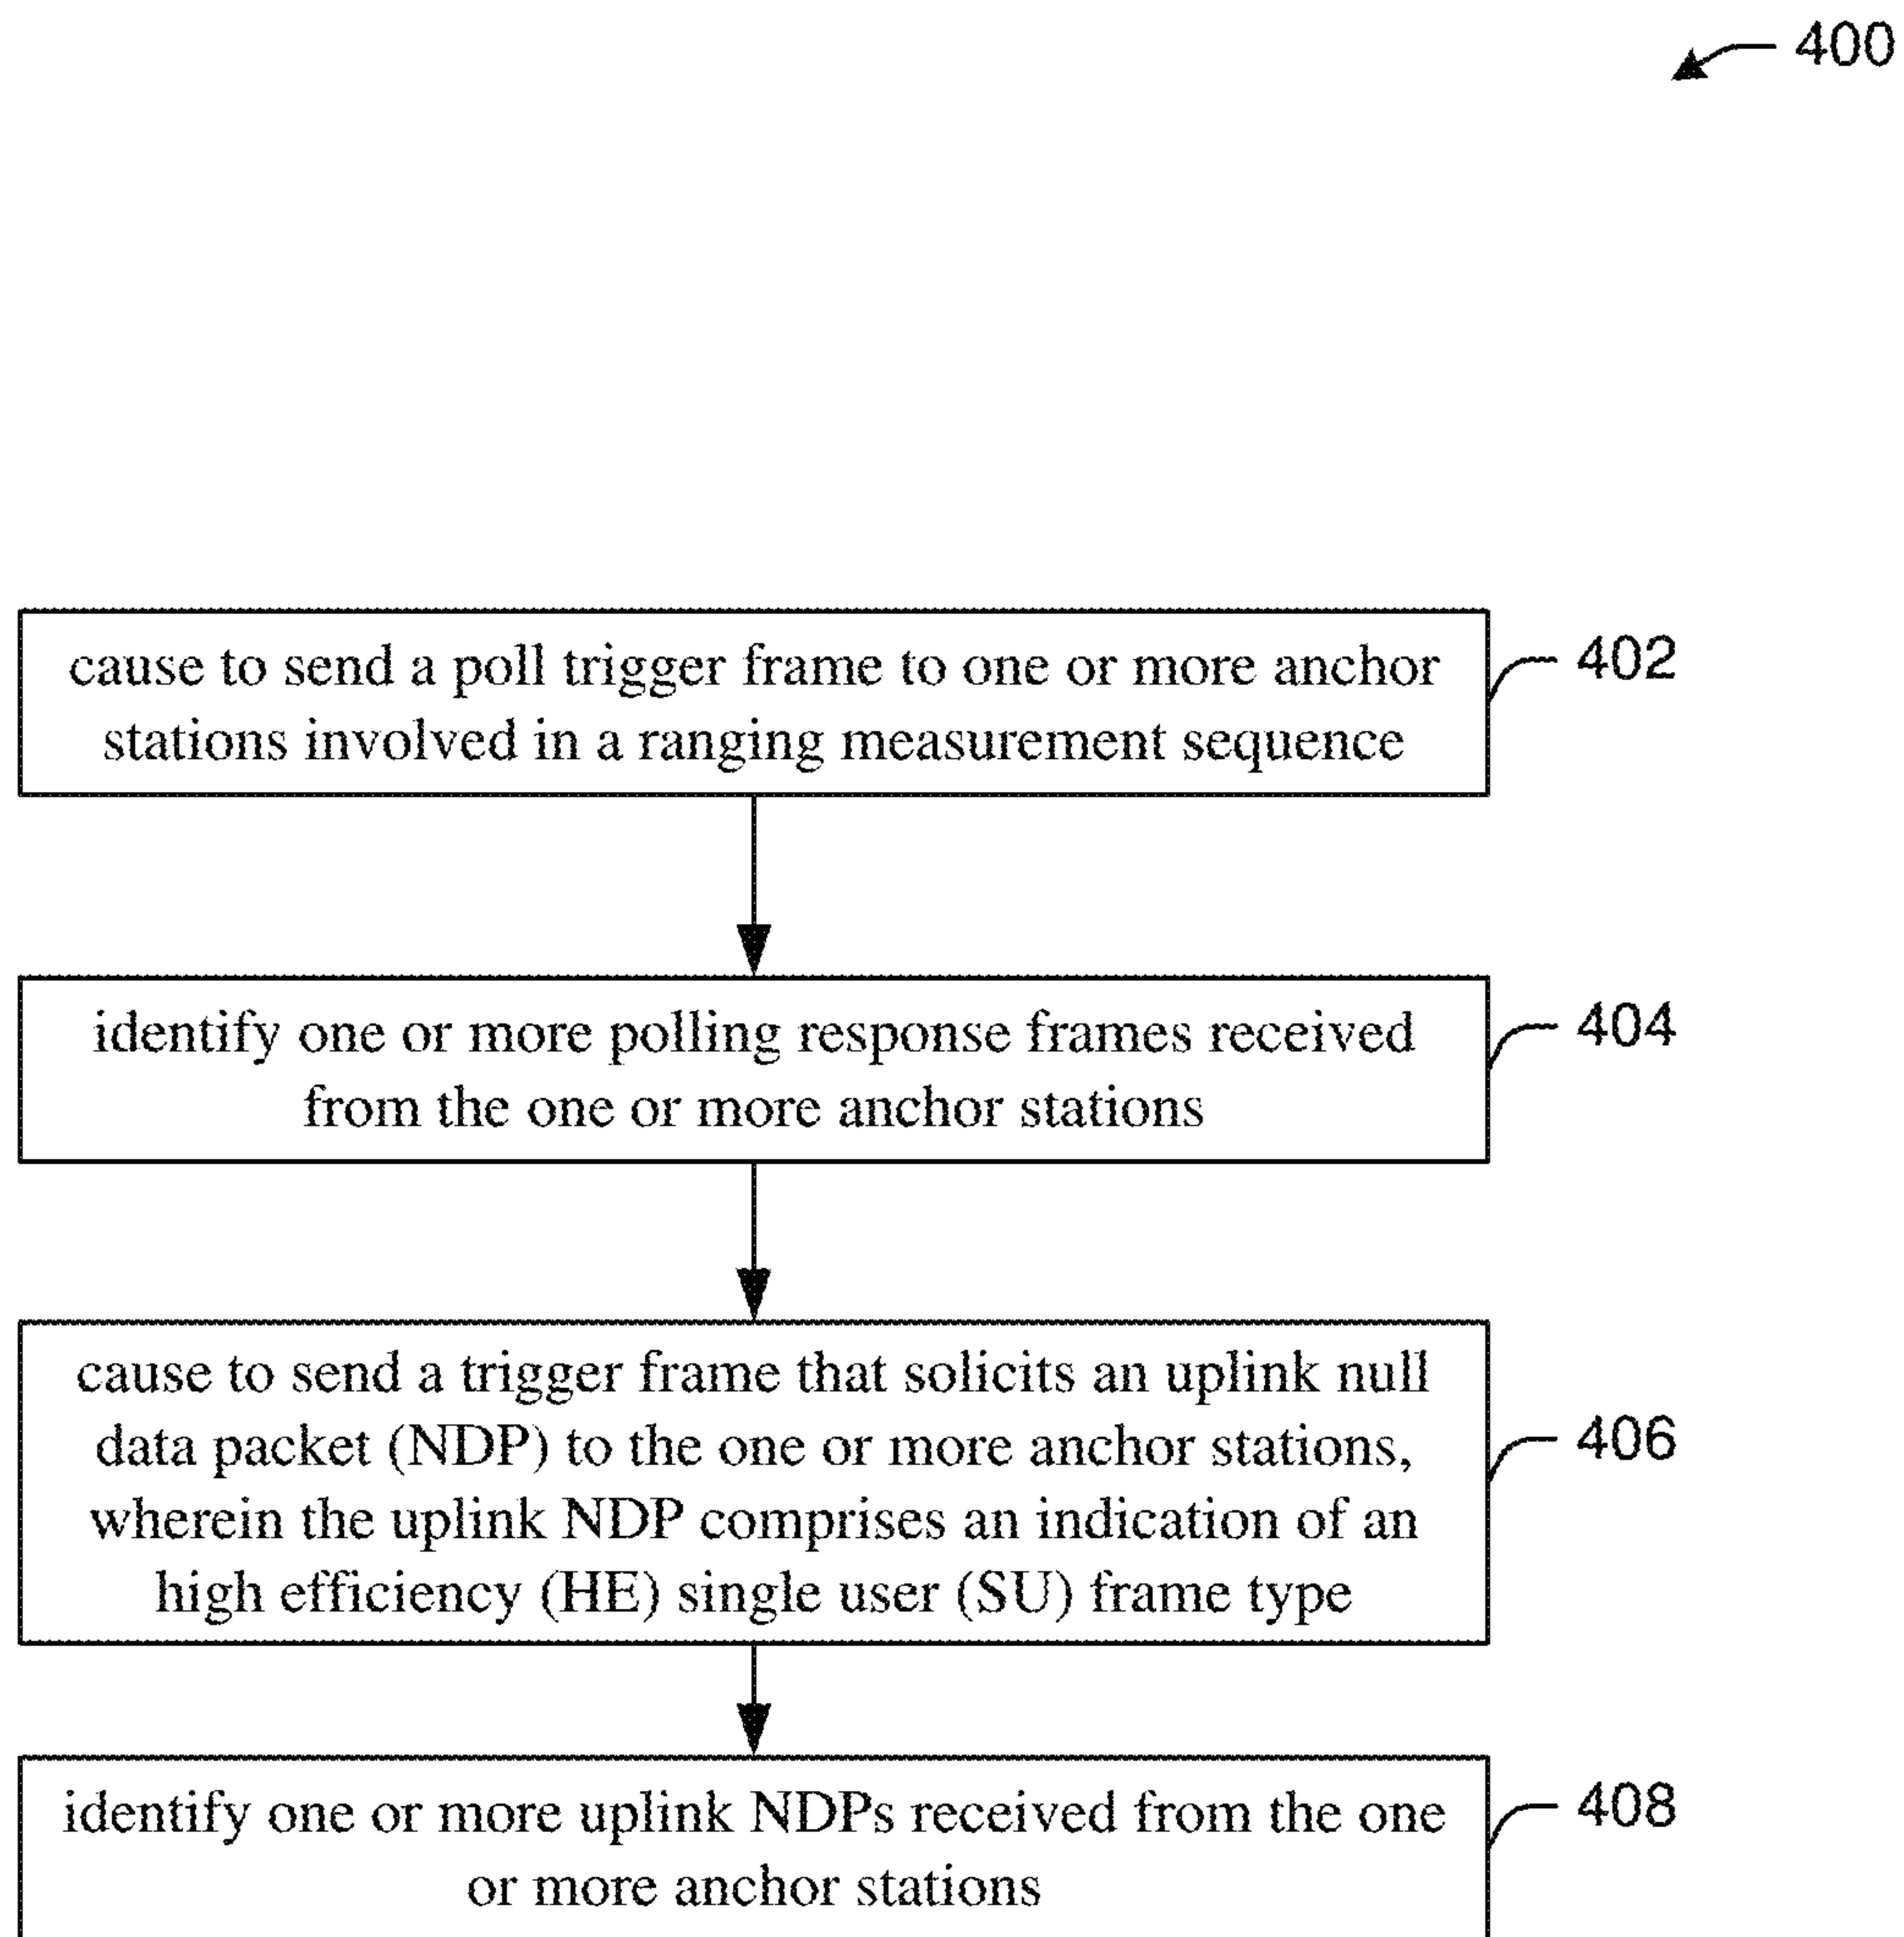 400
cause to send a poll trigger frame to one or more anchor
stations involved in a ranging measurement sequence
402
identify one or more polling response frames received
from the one or more anchor stations
404
cause to send a trigger frame that solicits an uplink null
data packet (NDP) to the one or more anchor stations,
wherein the uplink NDP comprises an indication of an
high efficiency (HE) single user (SU) frame type
406
identify one or more uplink NDPs received from the one
or more anchor stations
408